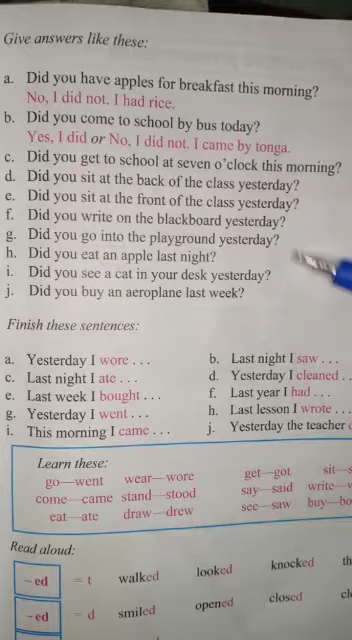 Give answers like these:
a. Did you have apples for breakfast this morning?
No, I did not. I had rice.
b. Did you come to school by bus today?
Yes, I did or No, I did not. I came by tonga.
c. Did you get to school at seven o'clock this morning?
d. Did you sit at the back of the class yesterday?
e. Did you sit at the front of the class yesterday?
f. Did you write on the blackboard yesterday?
g. Did you go into the playground yesterday?
h. Did you eat an apple last night?
i. Did you see a cat in your desk yesterday?
j. Did you buy an aeroplane last week?
Finish these sentences:
a. Yesterday I wore . . . b. Last night I saw . . .
c. Last night I ate . . . d. Yesterday I cleaned . .
e. Last week I bought . . . f. Last year I had . . .
g. Yesterday I went . . . h. Last lesson I wrote . . .
i. This morning I came . . . j. Yesterday the teacher
Learn these:
go—went wear—wore get—got sit—s
come—came stand—stood say—said write—
eat—ate draw—drew see—saw buy—bo
Read aloud:
–ed = t walked looked knocked th
–ed = d smiled opened closed cl